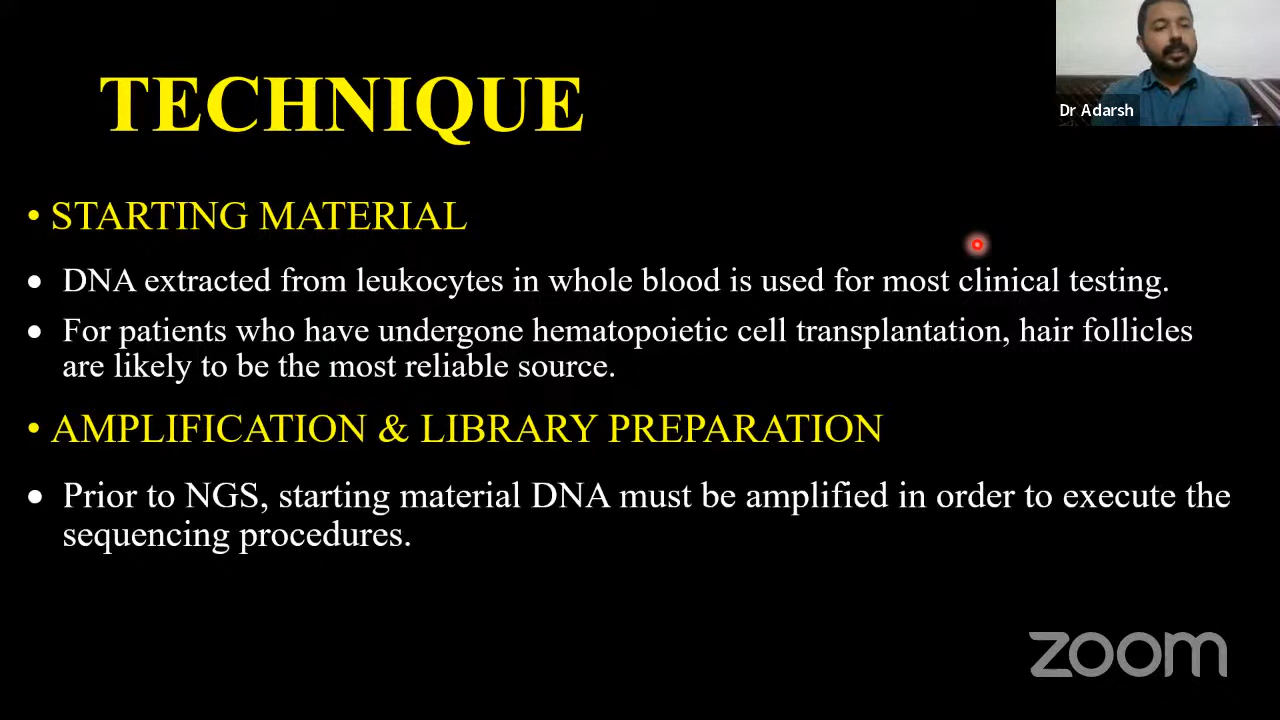 TECHNIQUE
Dr Adarsh
• STARTING MATERIAL
• DNA extracted from leukocytes in whole blood is used for most clinical testing.
• For patients who have undergone hematopoietic cell transplantation, hair follicles
are likely to be the most reliable source.
• AMPLIFICATION & LIBRARY PREPARATION
• Prior to NGS, starting material DNA must be amplified in order to execute the
sequencing procedures.
zoom